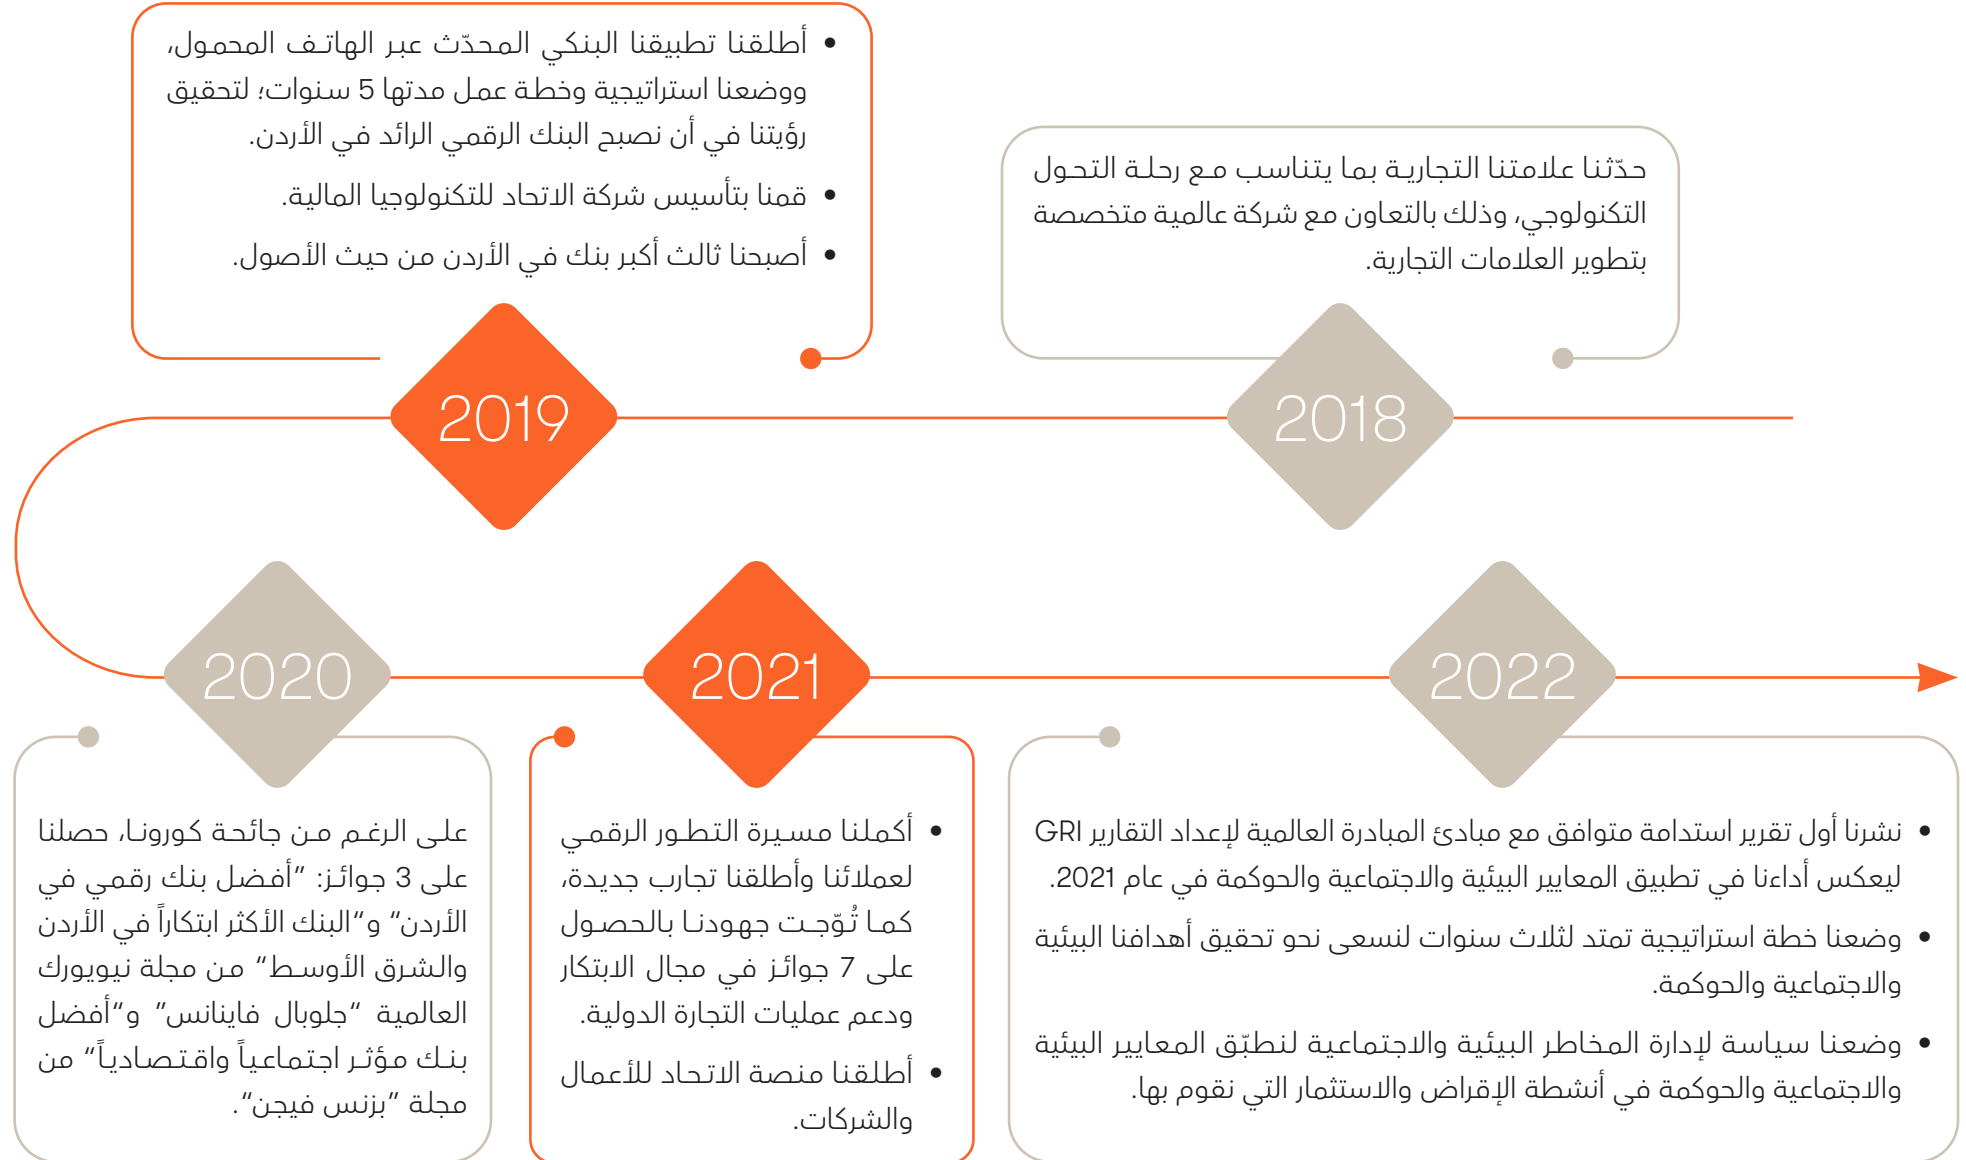 حدّثنا علامتنا التجارية بما يتناسب مع رحلة التحول
التكنولوجي، وذلك بالتعاون مع شركة عالمية متخصصة
بتطوير العلامات التجارية.
2018
• أطلقنا تطبيقنا البنكي المحدّث عبر الهاتف المحمول،
ووضعنا استراتيجية وخطة عمل مدتها 5 سنوات؛ لتحقيق
رؤيتنا في أن نصبح البنك الرقمي الرائد في الأردن.
• قمنا بتأسيس شركة الاتحاد للتكنولوجيا المالية.
• أصبحنا ثالث أكبر بنك في الأردن من حيث الأصول.
2019
2020
على الرغم من جائحة كورونا، حصلنا
على 3 جوائز: "أفضل بنك رقمي في
الأردن" و"البنك الأكثر ابتكاراً في الأردن
والشرق الأوسط" من مجلة نيويورك
العالمية "جلوبال فاينانس" و"أفضل
بنك مؤثر اجتماعياً واقتصادياً" من
مجلة "بزنس فيجن".
2021
• أكملنا مسيرة التطور الرقمي
لعملائنا وأطلقنا تجارب جديدة،
كما تُوّجت جهودنا بالحصول
على 7 جوائز في مجال الابتكار
ودعم عمليات التجارة الدولية.
• أطلقنا منصة الاتحاد للأعمال
والشركات.
2022
• نشرنا أول تقرير استدامة متوافق مع مبادئ المبادرة العالمية لإعداد التقارير GRI
ليعكس أداءنا في تطبيق المعايير البيئية والاجتماعية والحوكمة في عام 2021.
• وضعنا خطة استراتيجية تمتد لثلاث سنوات لنسعى نحو تحقيق أهدافنا البيئية
والاجتماعية والحوكمة.
• وضعنا سياسة لإدارة المخاطر البيئية والاجتماعية لنطبّق المعايير البيئية
والاجتماعية والحوكمة في أنشطة الإقراض والاستثمار التي نقوم بها.